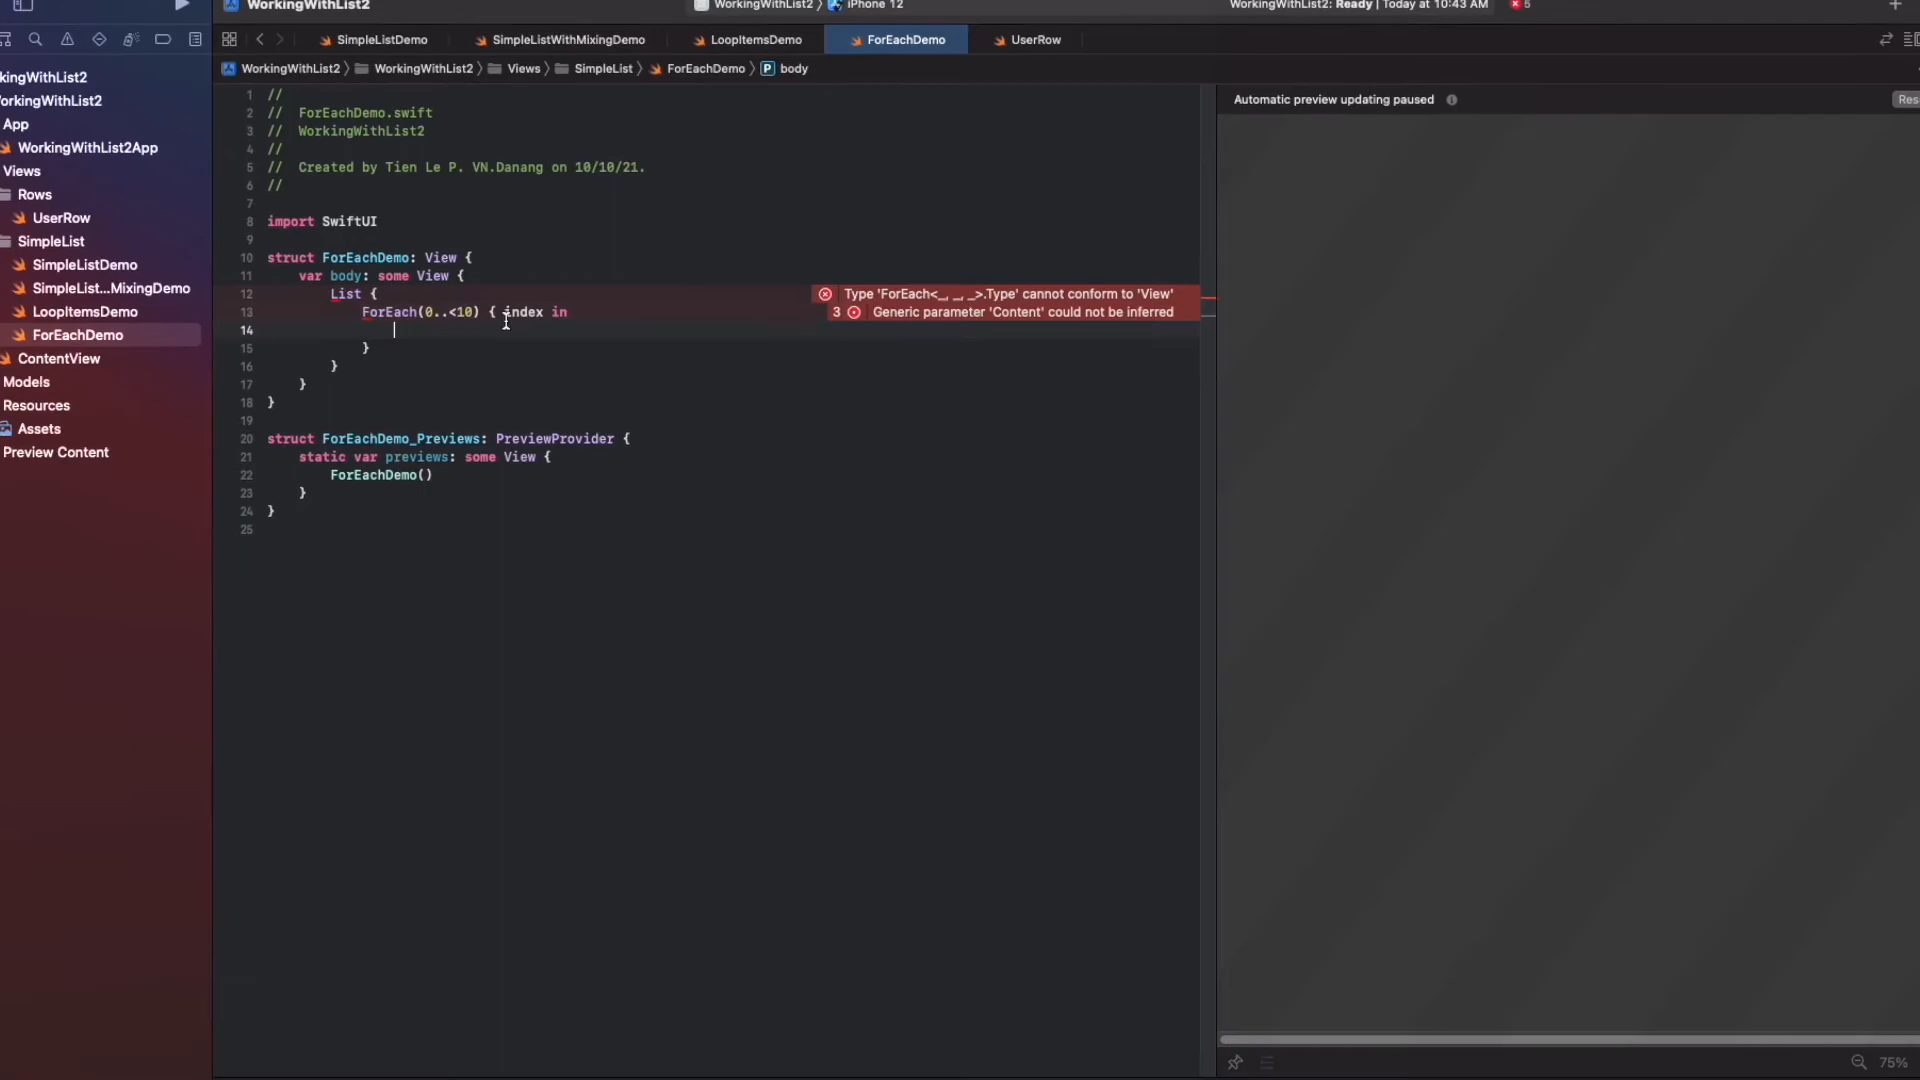 WorkingWithList2
WorkingWithList2 〉 iPhone 12
WorkingWithList2: Ready | Today at 10:43 AM
5
SimpleListDemo
SimpleListWithMixingDemo
LoopItemsDemo
ForEachDemo
UserRow
WorkingWithList2 〉 WorkingWithList2 〉 Views 〉 SimpleList 〉 ForEachDemo 〉 P body
kingWithList2
WorkingWithList2
App
WorkingWithList2App
Views
Rows
UserRow
SimpleList
SimpleListDemo
SimpleList...MixingDemo
LoopItemsDemo
ForEachDemo
ContentView
Models
Resources
Assets
Preview Content
1 //
2 //  ForEachDemo.swift
3 //  WorkingWithList2
4 //
5 //  Created by Tien Le P. VN.Danang on 10/10/21.
6 //
7
8 import SwiftUI
9
10 struct ForEachDemo: View {
11     var body: some View {
12         List {
Type 'ForEach<_, _, _>.Type' cannot conform to 'View'
13             ForEach(0..<10) { index in
3 Generic parameter 'Content' could not be inferred
14
15             }
16         }
17     }
18 }
19
20 struct ForEachDemo_Previews: PreviewProvider {
21     static var previews: some View {
22         ForEachDemo()
23     }
24 }
25
Automatic preview updating paused
Res
75%